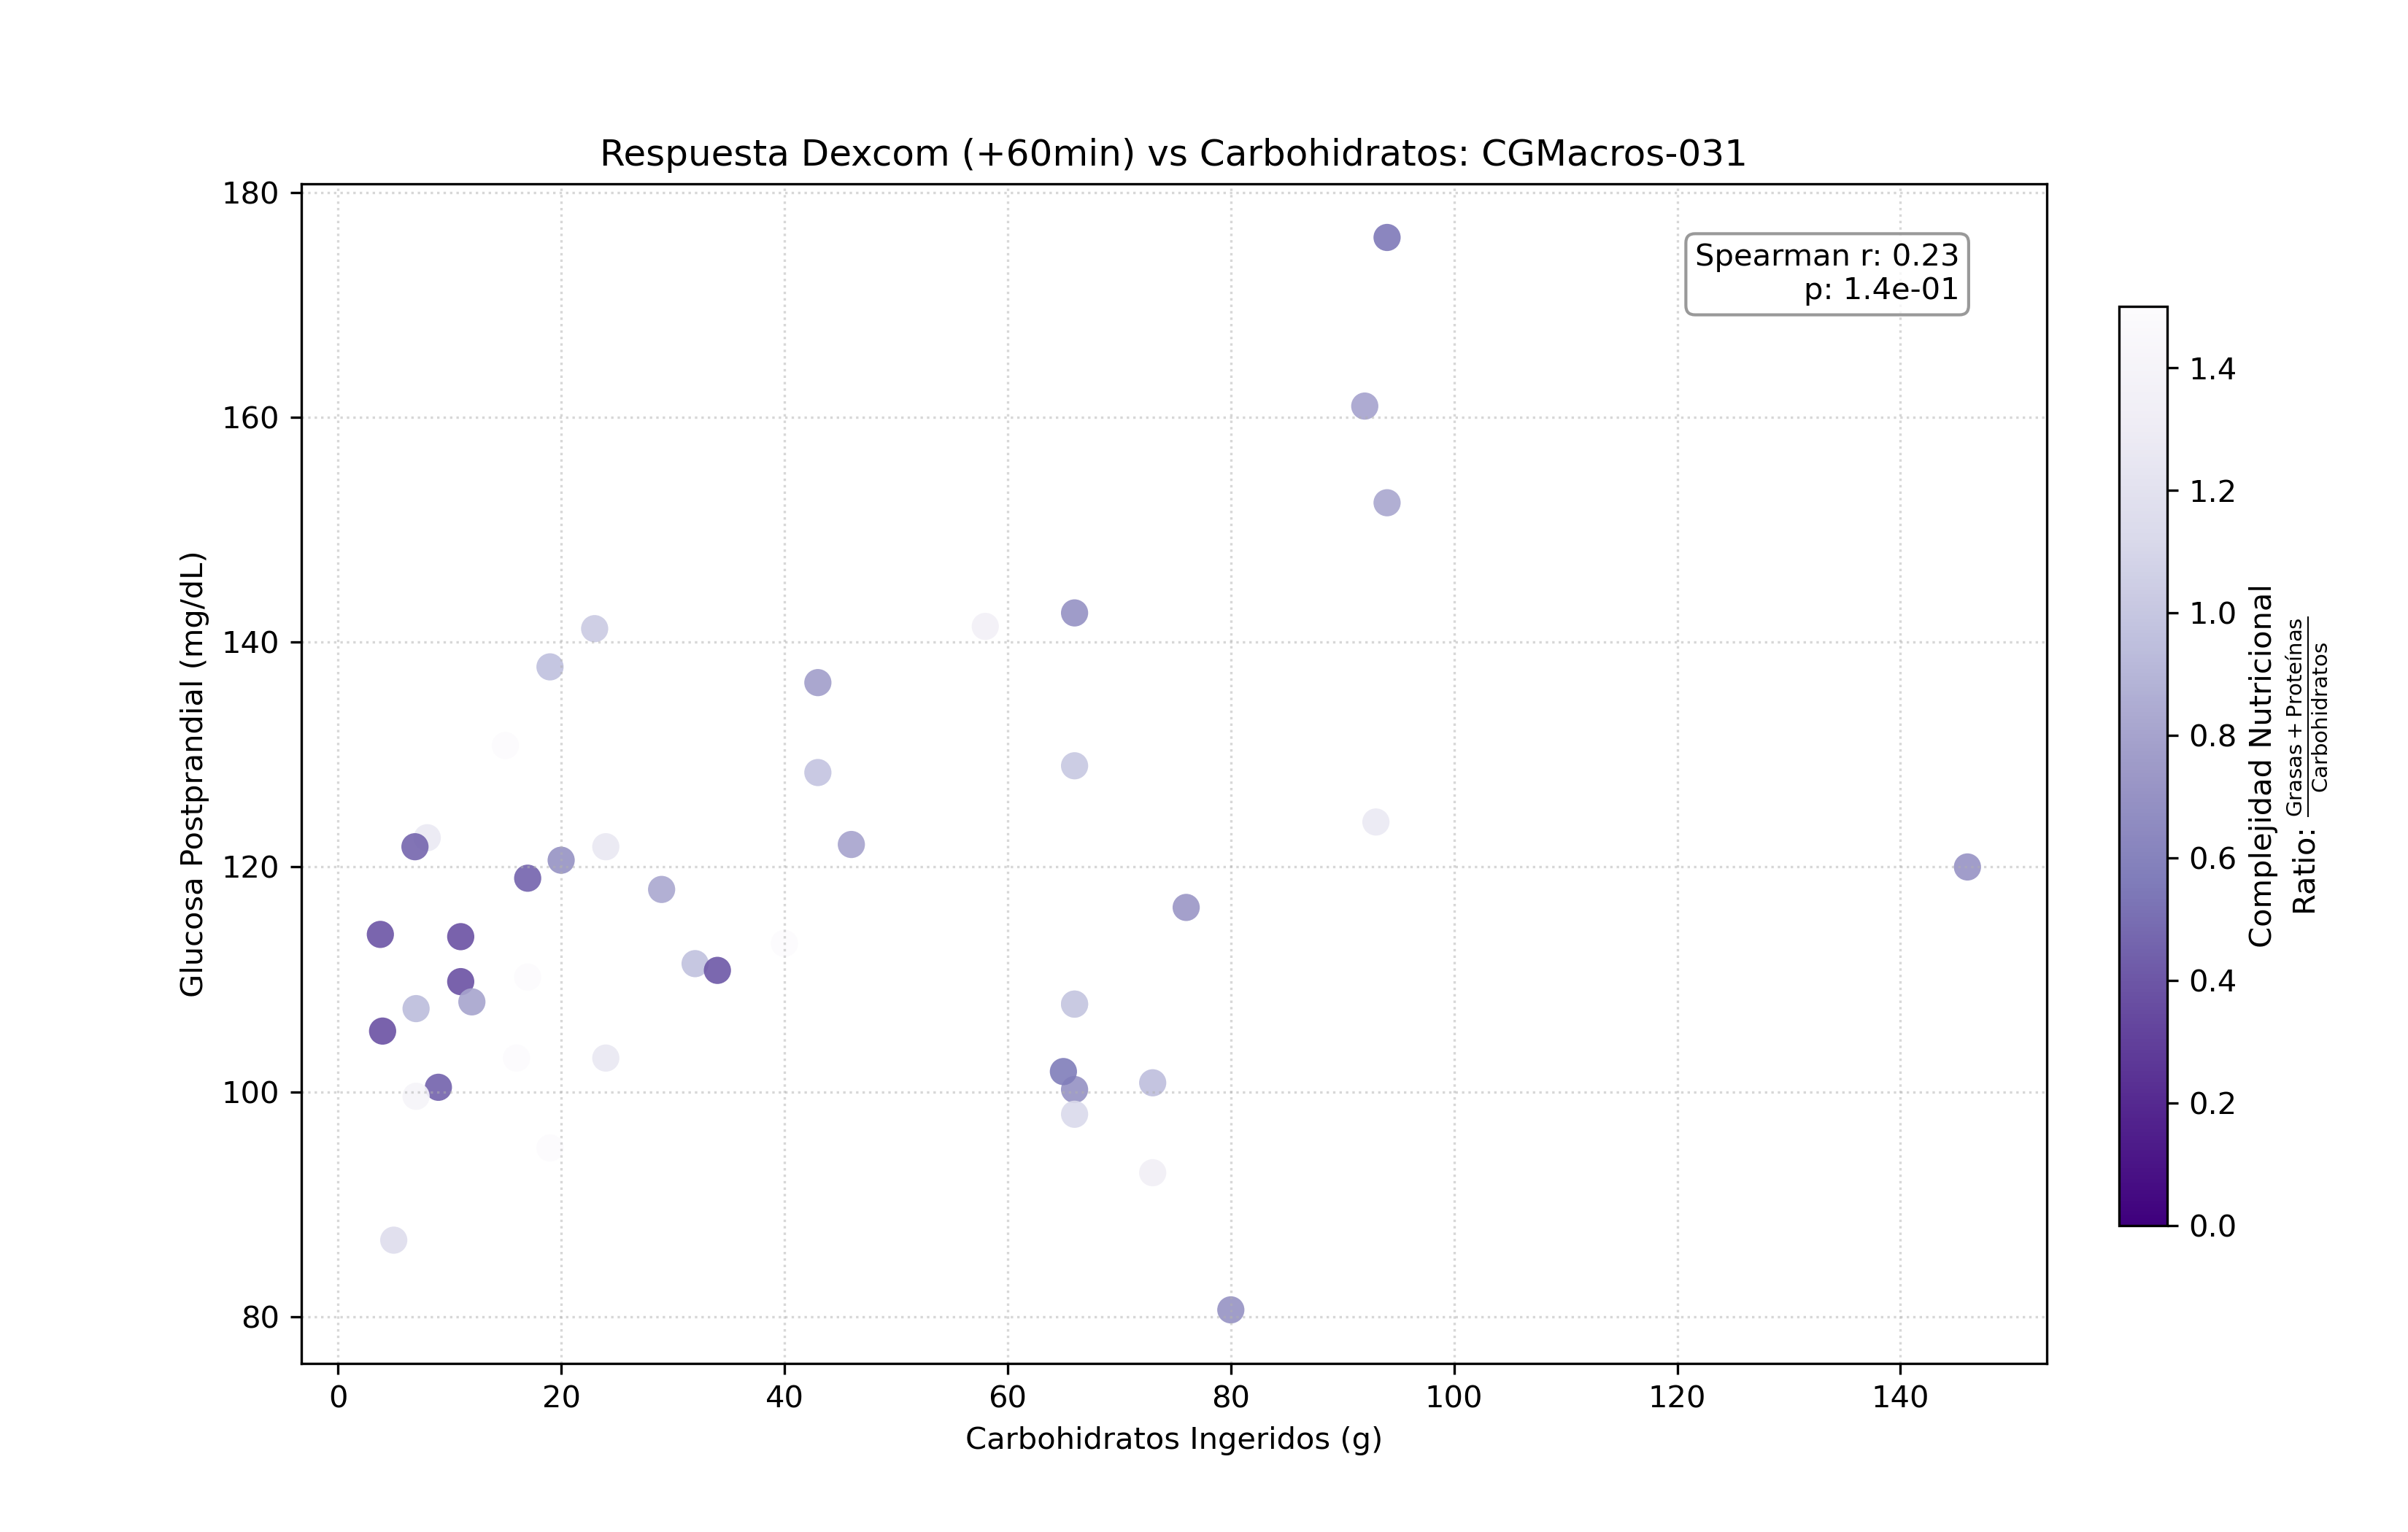 Respuesta Dexcom (+60min) vs Carbohidratos: CGMacros-031
180
160
140
120
100
80
Glucosa Postprandial (mg/dL)
Spearman r: 0.23
p: 1.4e-01
0 20 40 60 80 100 120 140
Carbohidratos Ingeridos (g)
1.4
1.2
1.0
0.8
0.6
0.4
0.2
0.0
Complejidad Nutricional
Ratio: Grasas + Proteínas
Carbohidratos